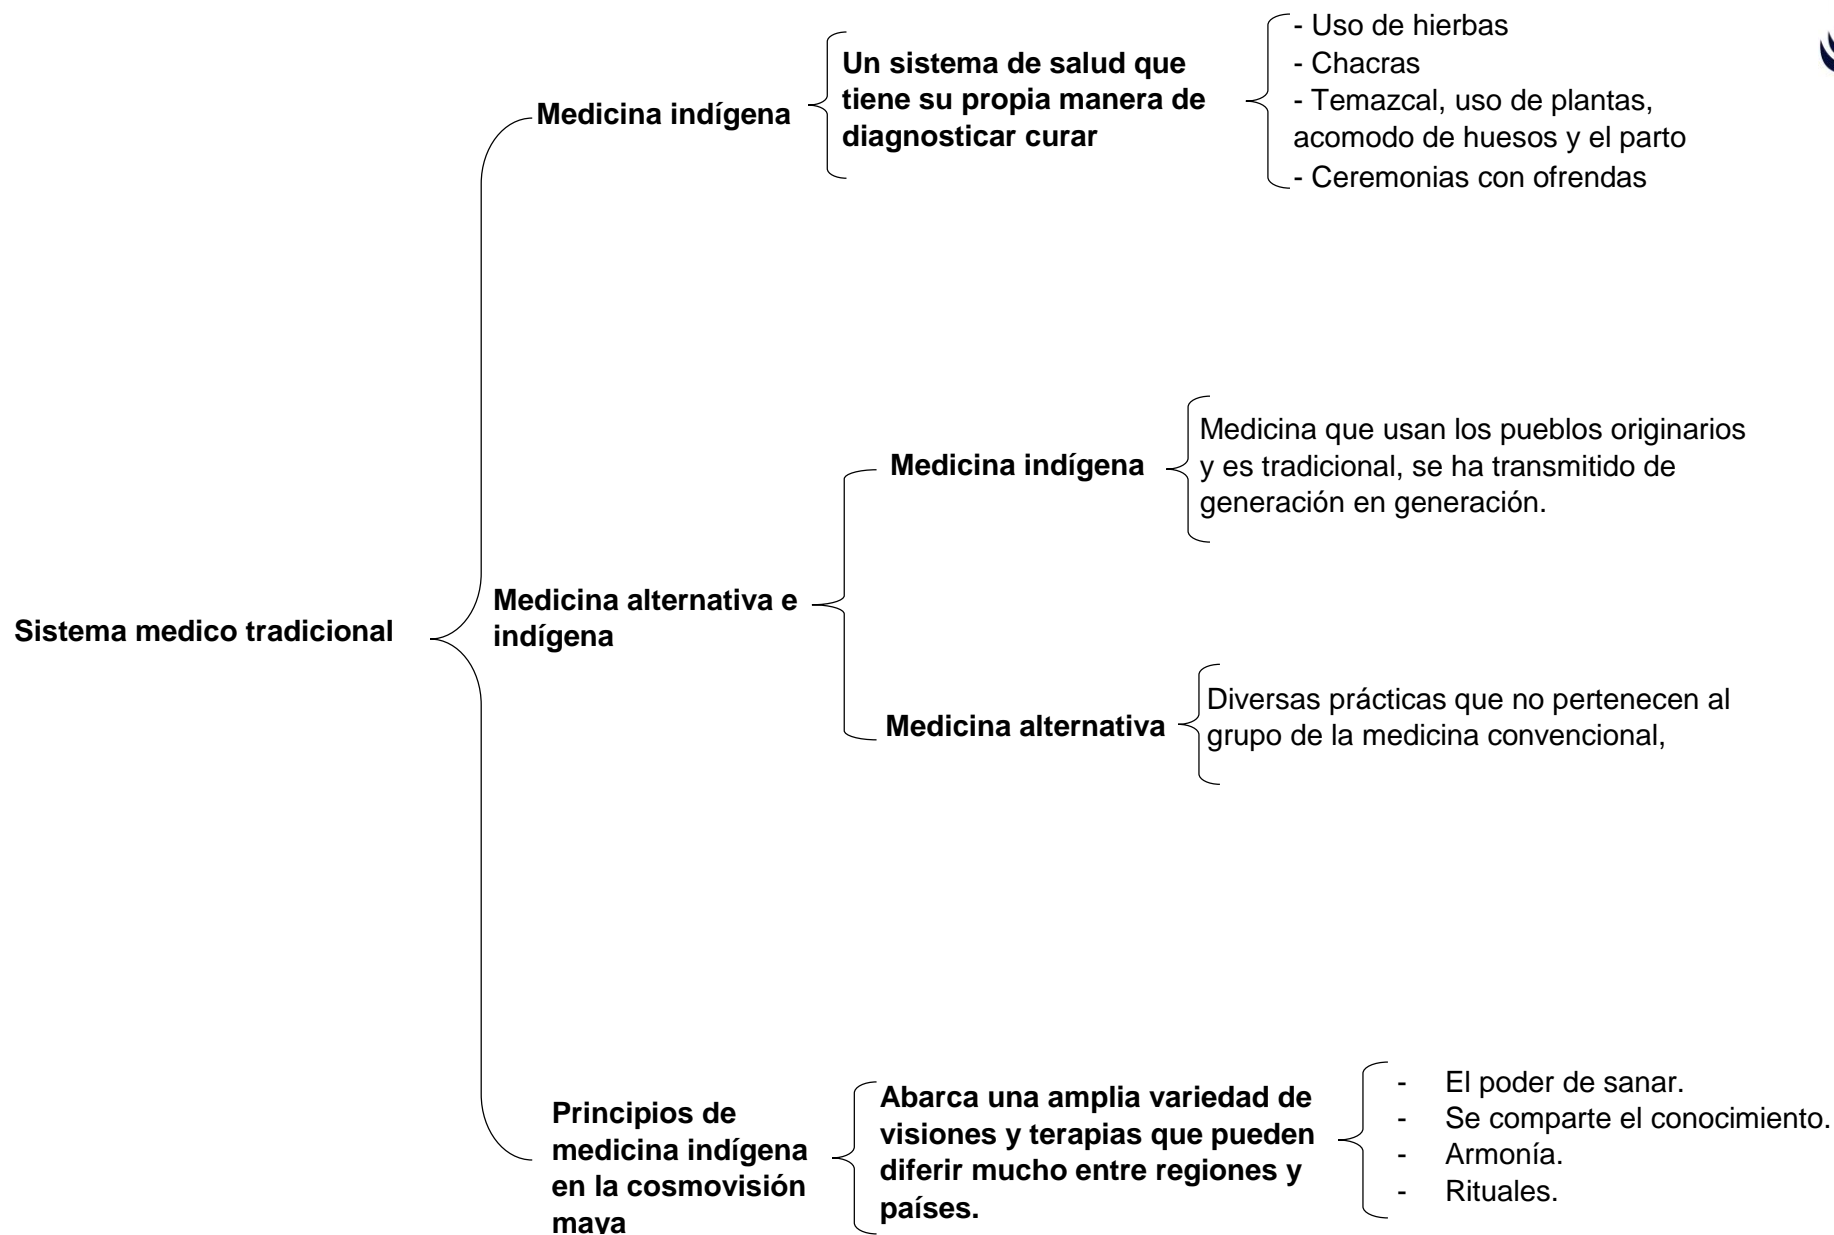 Sistema medico tradicional
Medicina indígena
Un sistema de salud que
tiene su propia manera de
diagnosticar curar
- Uso de hierbas
- Chacras
- Temazcal, uso de plantas,
acomodo de huesos y el parto
- Ceremonias con ofrendas
Medicina alternativa e
indígena
Medicina indígena
Medicina que usan los pueblos originarios
y es tradicional, se ha transmitido de
generación en generación.
Medicina alternativa
Diversas prácticas que no pertenecen al
grupo de la medicina convencional,
Principios de
medicina indígena
en la cosmovisión
maya
Abarca una amplia variedad de
visiones y terapias que pueden
diferir mucho entre regiones y
países.
- El poder de sanar.
- Se comparte el conocimiento.
- Armonía.
- Rituales.